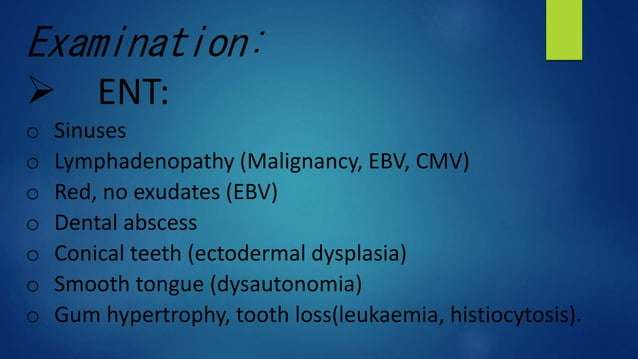 Examination:
➢ ENT:
o Sinuses
o Lymphadenopathy (Malignancy, EBV, CMV)
o Red, no exudates (EBV)
o Dental abscess
o Conical teeth (ectodermal dysplasia)
o Smooth tongue (dysautonomia)
o Gum hypertrophy, tooth loss(leukaemia, histiocytosis).